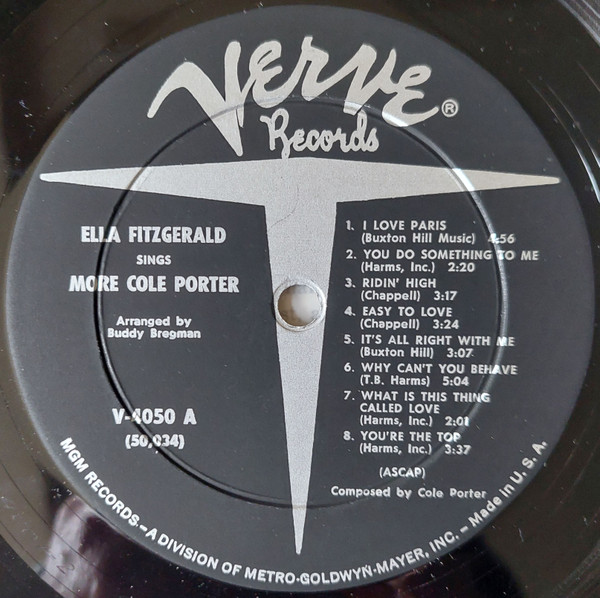 Verve®
Records
ELLA FITZGERALD
SINGS
MORE COLE PORTER
Arranged by
Buddy Bregman
V-4050 A
(50,034)
1. I LOVE PARIS
(Buxton Hill Music) 4:56
2. YOU DO SOMETHING TO ME
(Harms, Inc.) 2:20
3. RIDIN' HIGH
(Chappell) 3:17
4. EASY TO LOVE
(Chappell) 3:24
5. IT'S ALL RIGHT WITH ME
(Buxton Hill) 3:07
6. WHY CAN'T YOU BEHAVE
(T.B. Harms) 5:04
7. WHAT IS THIS THING
CALLED LOVE
(Harms, Inc.) 2:01
8. YOU'RE THE TOP
(Harms, Inc.) 3:37
(ASCAP)
Composed by Cole Porter
MGM RECORDS.—A DIVISION OF METRO-GOLDWYN-MAYER, INC. – Made in U. S. A.